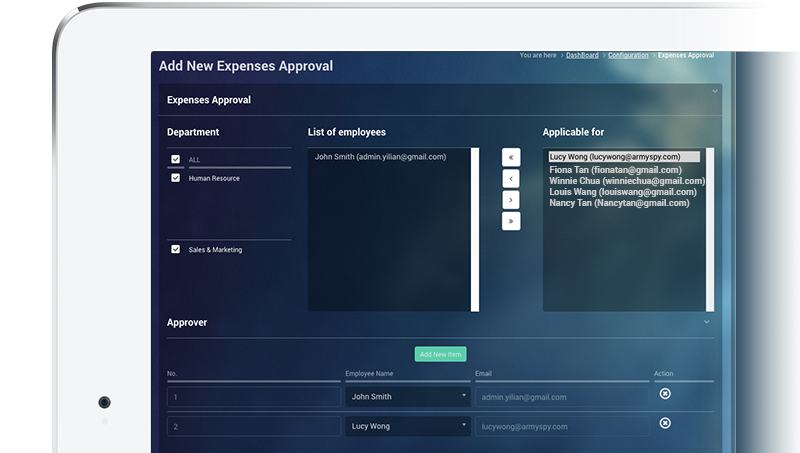 You are here > DashBoard > Configuration > Expenses Approval
Add New Expenses Approval
Expenses Approval
Department
ALL
Human Resource
Sales & Marketing
List of employees
John Smith (admin.yilian@gmail.com)
«
‹
›
»
Applicable for
Lucy Wong (lucywong@armyspy.com)
Fiona Tan (fionatan@gmail.com)
Winnie Chua (winniechua@gmail.com)
Louis Wang (louiswang@gmail.com)
Nancy Tan (Nancytan@gmail.com)
Approver
Add New Item
No. Employee Name Email Action
1 John Smith admin.yilian@gmail.com
2 Lucy Wong lucywong@armyspy.com